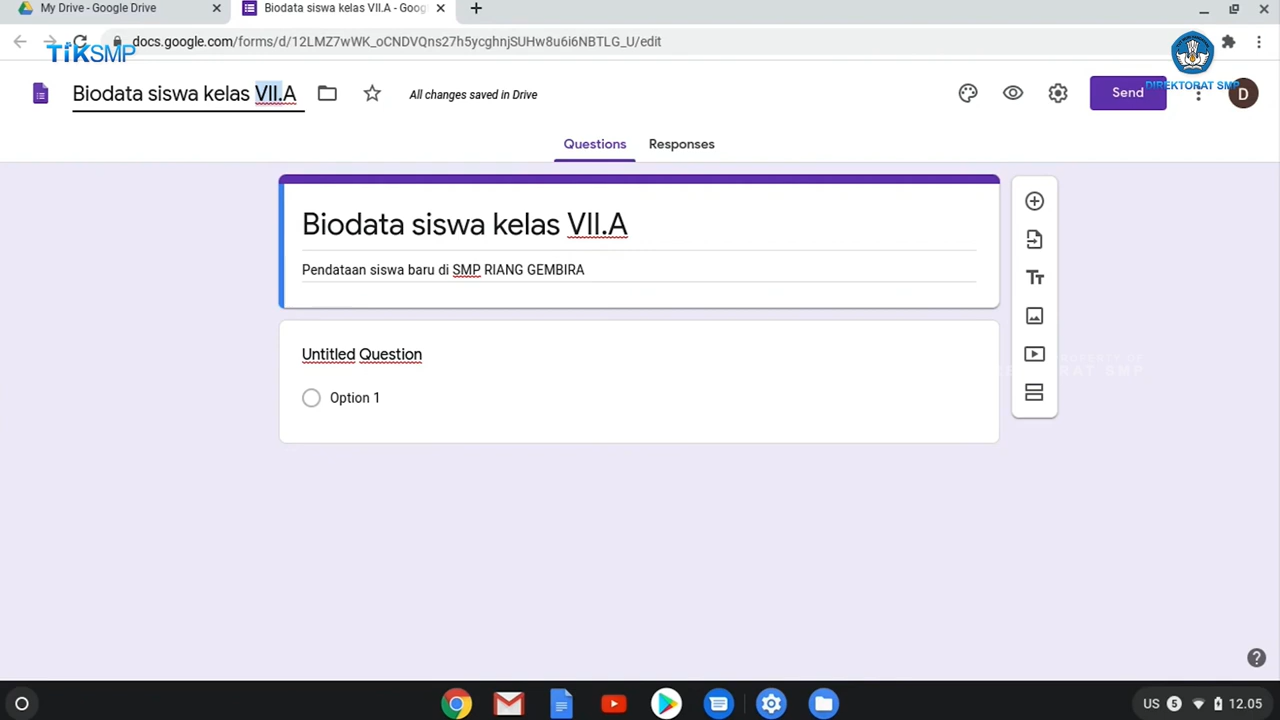 My Drive - Google Drive
Biodata siswa kelas VII.A - Goog
docs.google.com/forms/d/12LMZ7wWK_oCNDVQns27h5ycghnjSUHw8u6i6NBTLG_U/edit
TiKSMP
Biodata siswa kelas VII.A
All changes saved in Drive
Send
DIREKTORAT SMP
D
Questions
Responses
Biodata siswa kelas VII.A
Pendataan siswa baru di SMP RIANG GEMBIRA
Untitled Question
Option 1
Tт
US 5 12.05